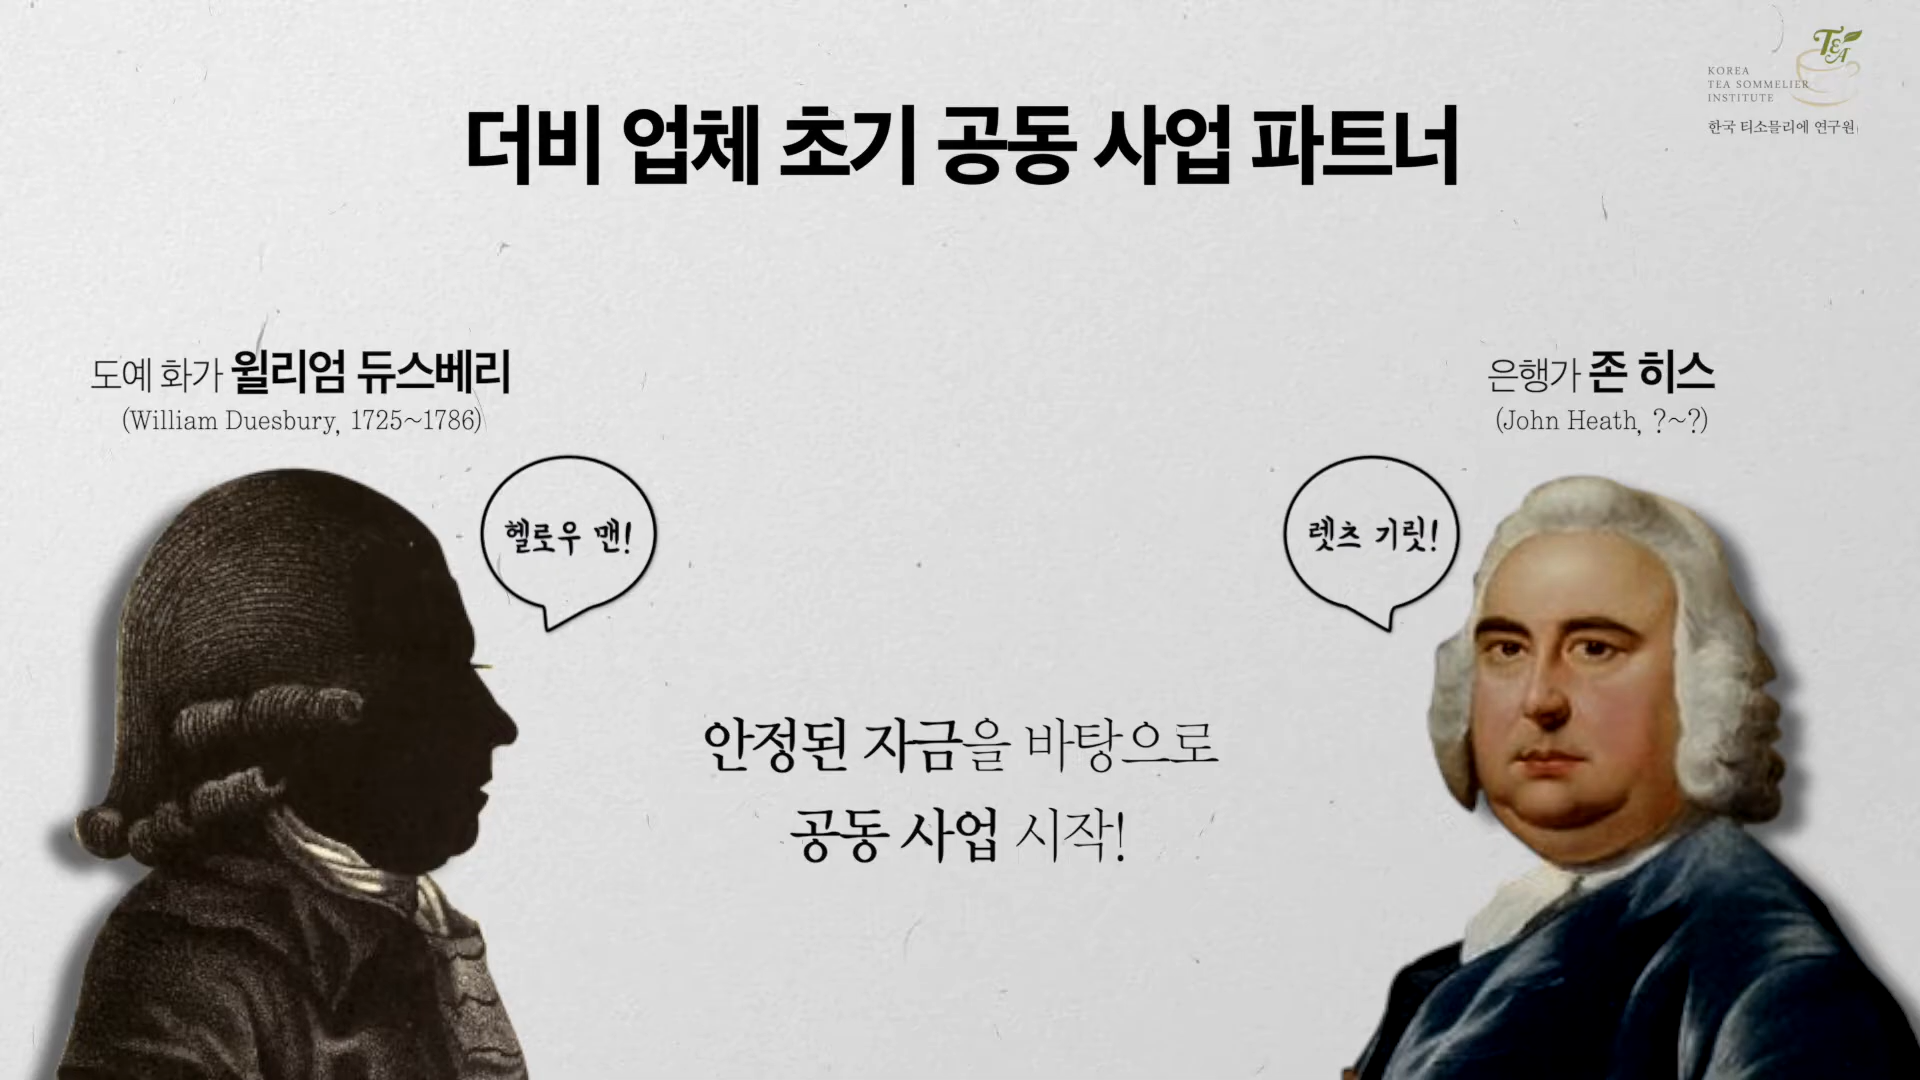 TEA
KOREA
TEA SOMMELIER
INSTITUTE
한국 티소믈리에 연구원
더비 업체 초기 공동 사업 파트너
도예 화가 윌리엄 듀스베리
(William Duesbury, 1725~1786)
은행가 존 히스
(John Heath, ?~?)
헬로우 맨!
렛츠 기릿!
안정된 자금을 바탕으로
공동 사업 시작!